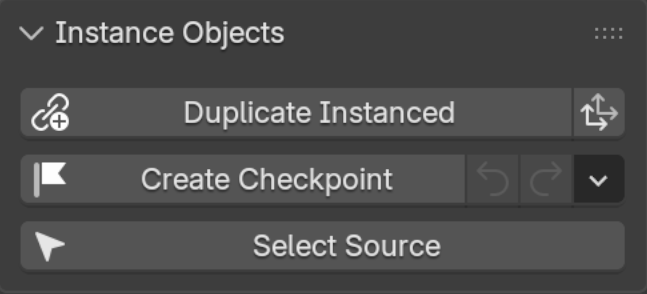 Instance Objects
Duplicate Instanced
Create Checkpoint
Select Source